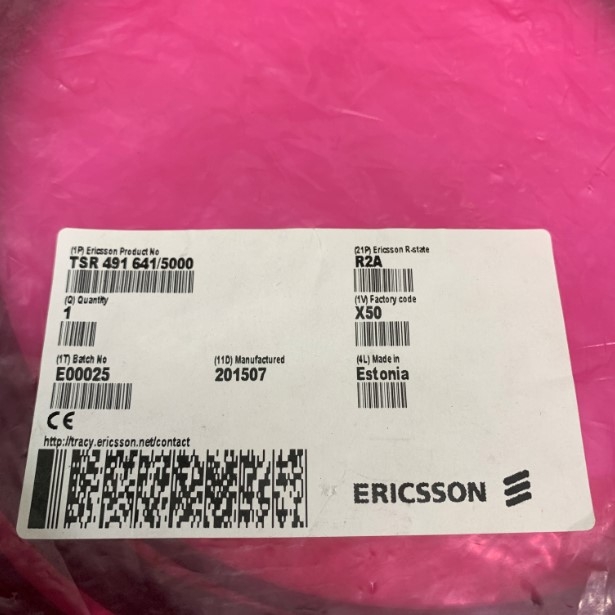 (1P) Ericsson Product No
TSR 491 641/5000
(21P) Ericsson R-state
R2A
(Q) Quantity
1
(1V) Factory code
X50
(1T) Batch No
E00025
(11D) Manufactured
201507
(4L) Made in
Estonia
CE
http://tracy.ericsson.net/contact
ERICSSON